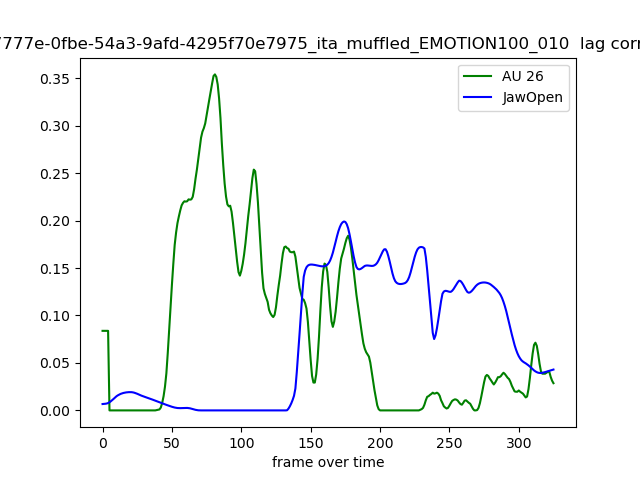 7777e-0fbe-54a3-9afd-4295f70e7975_ita_muffled_EMOTION100_010 lag corr
AU 26
JawOpen
0.35
0.30
0.25
0.20
0.15
0.10
0.05
0.00
0 50 100 150 200 250 300
frame over time